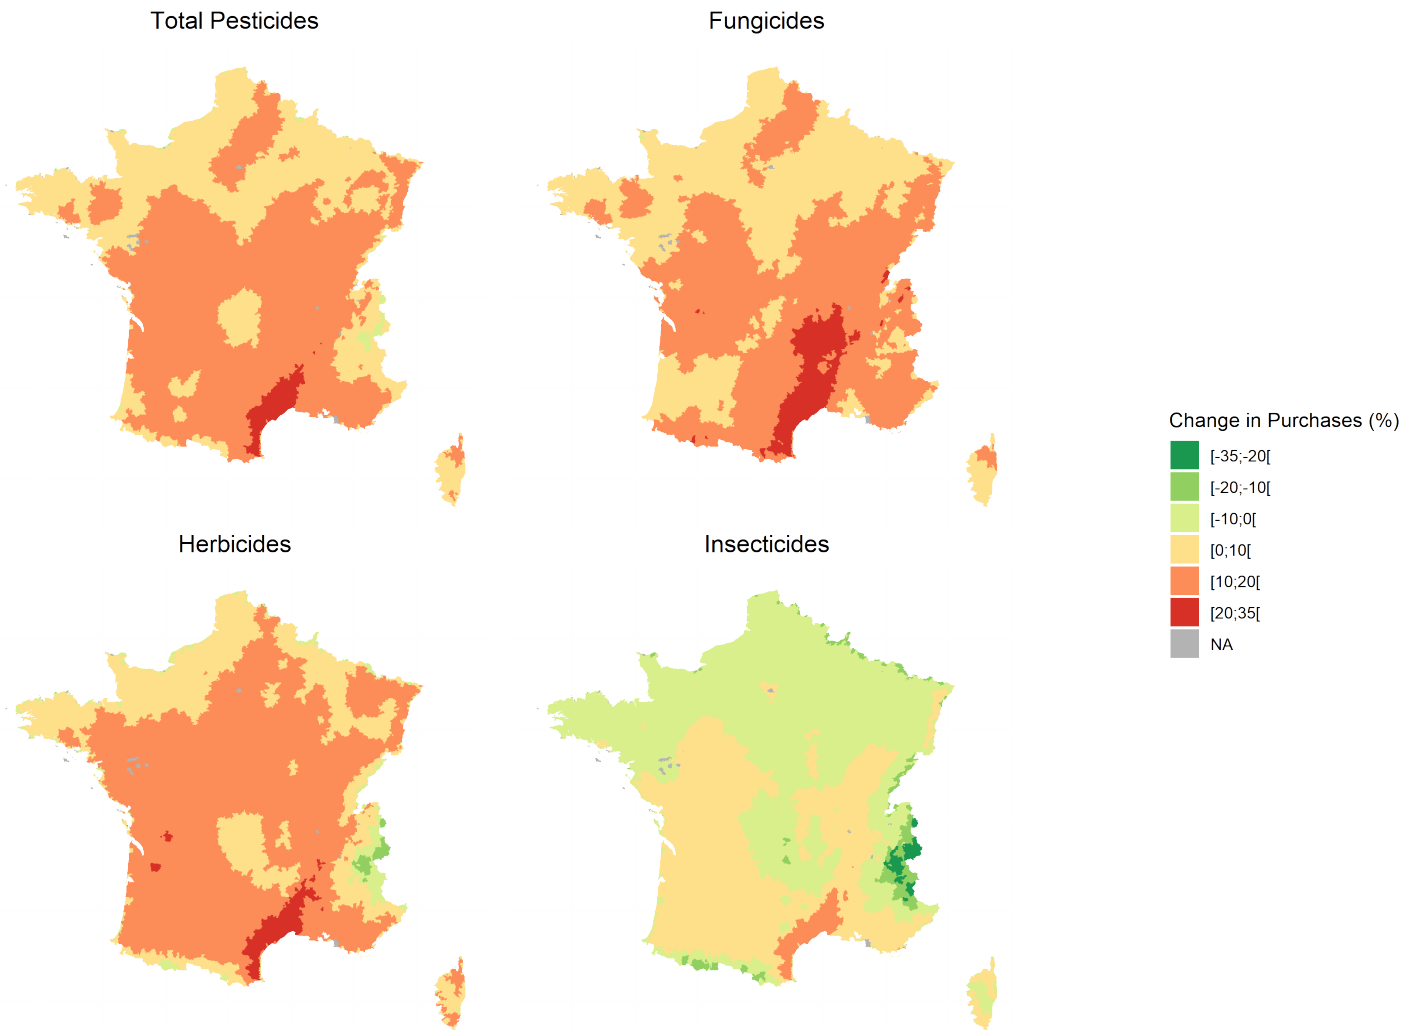 Total Pesticides
Fungicides
Herbicides
Insecticides
Change in Purchases (%)
[-35;-20[
[-20;-10[
[-10;0[
[0;10[
[10;20[
[20;35[
NA